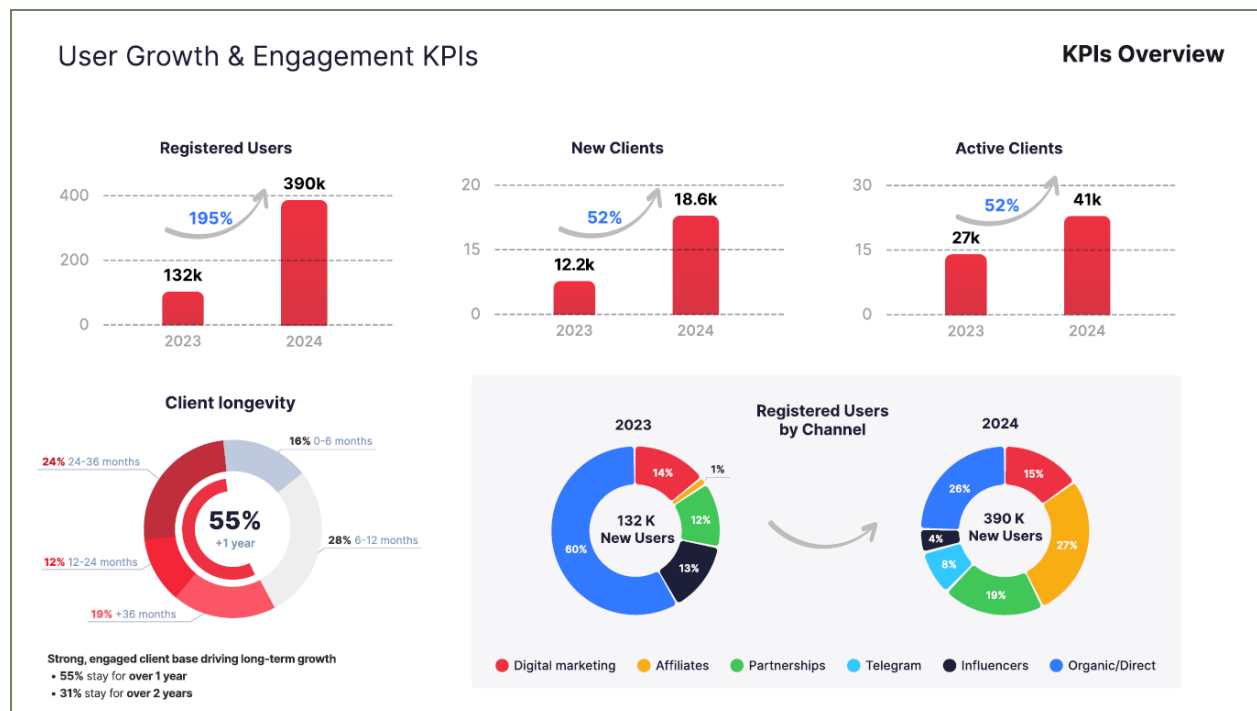 User Growth & Engagement KPIs
KPIs Overview
Registered Users
400
200
0
132k
195%
390k
2023
2024
New Clients
20
15
0
12.2k
52%
18.6k
2023
2024
Active Clients
30
15
0
27k
52%
41k
2023
2024
Client longevity
16% 0-6 months
24% 24-36 months
55%
+1 year
28% 6-12 months
12% 12-24 months
19% +36 months
Strong, engaged client base driving long-term growth
• 55% stay for over 1 year
• 31% stay for over 2 years
Registered Users
by Channel
2023
14%
1%
12%
13%
60%
132 K
New Users
2024
15%
27%
19%
8%
4%
26%
390 K
New Users
Digital marketing
Affiliates
Partnerships
Telegram
Influencers
Organic/Direct